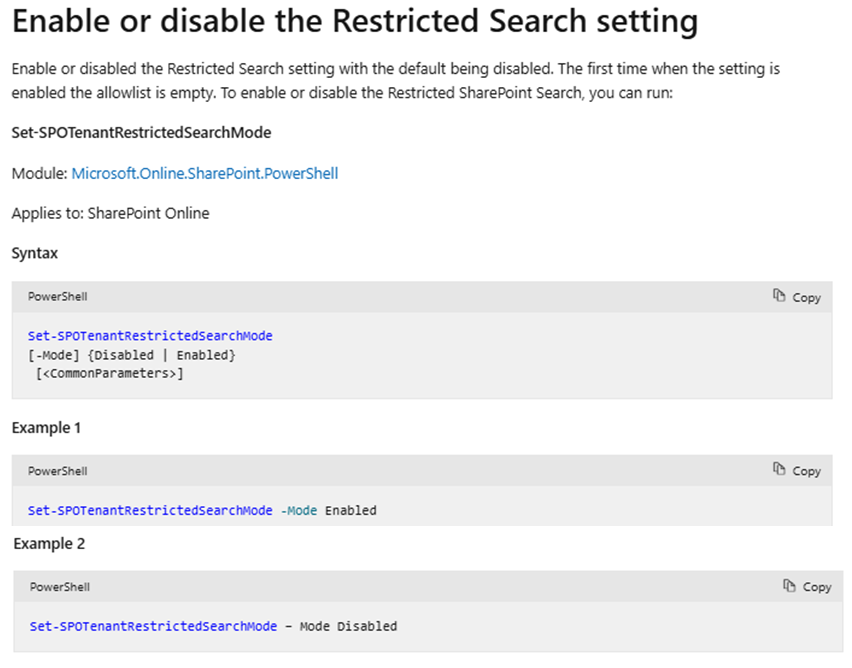 Enable or disable the Restricted Search setting
Enable or disabled the Restricted Search setting with the default being disabled. The first time when the setting is
enabled the allowlist is empty. To enable or disable the Restricted SharePoint Search, you can run:
Set-SPOTenantRestrictedSearchMode
Module: Microsoft.Online.SharePoint.PowerShell
Applies to: SharePoint Online
Syntax
PowerShell Copy
Set-SPOTenantRestrictedSearchMode
[-Mode] {Disabled | Enabled}
[<CommonParameters>]
Example 1
PowerShell Copy
Set-SPOTenantRestrictedSearchMode -Mode Enabled
Example 2
PowerShell Copy
Set-SPOTenantRestrictedSearchMode – Mode Disabled